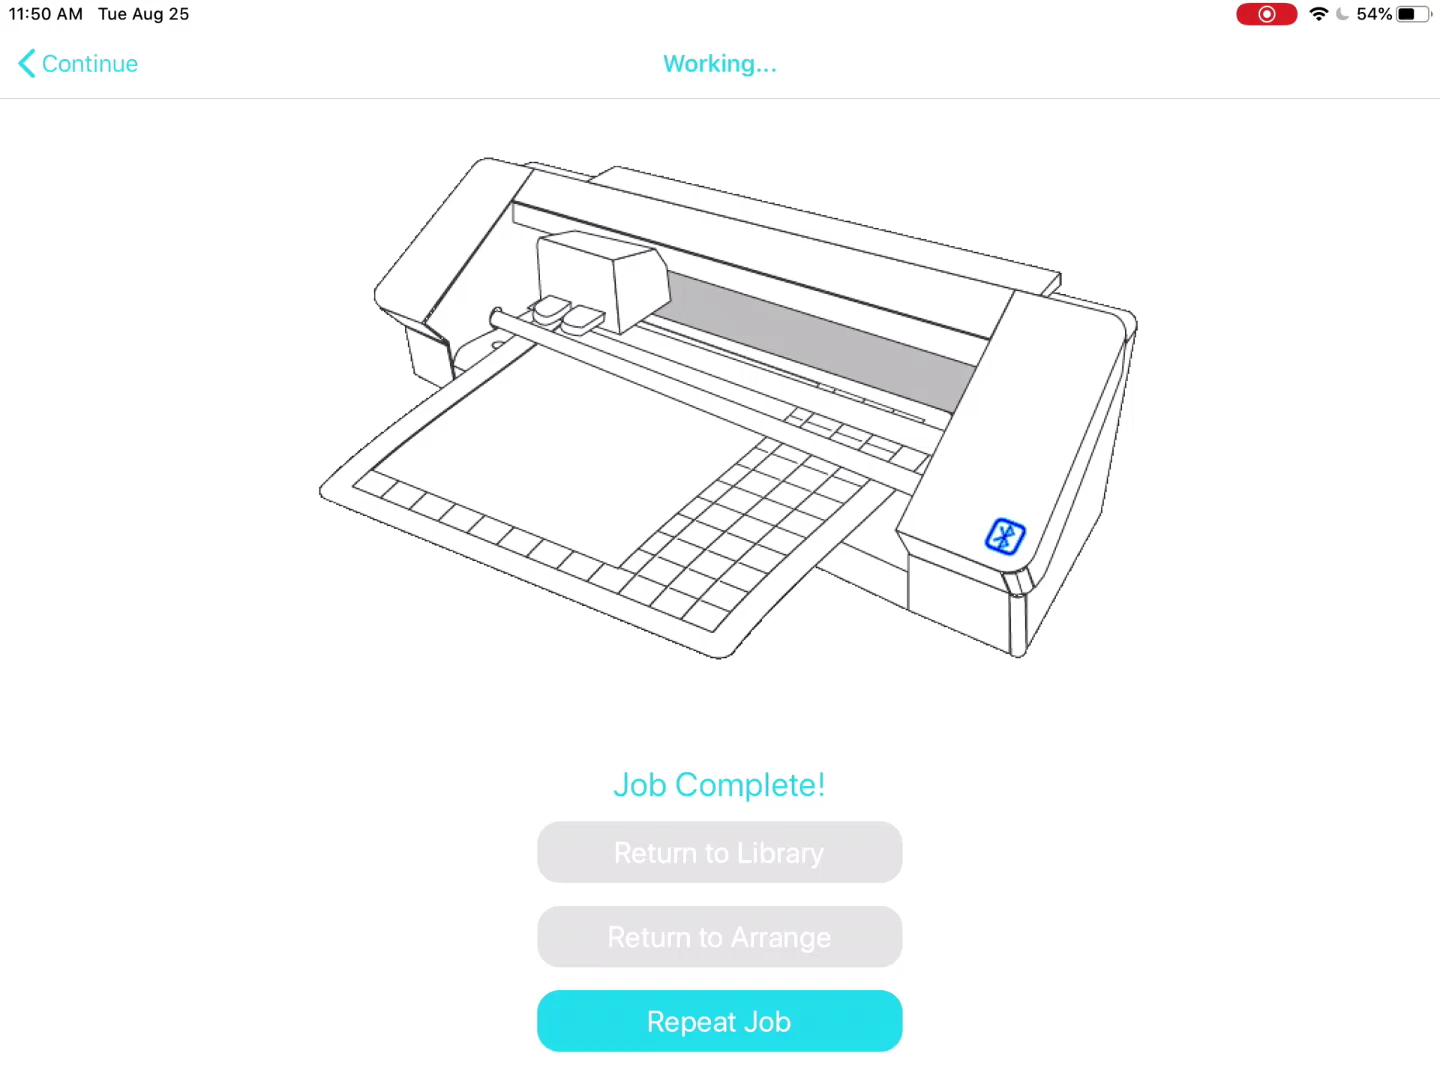 11:50 AM Tue Aug 25
54%
Continue
Working...
Job Complete!
Return to Library
Return to Arrange
Repeat Job